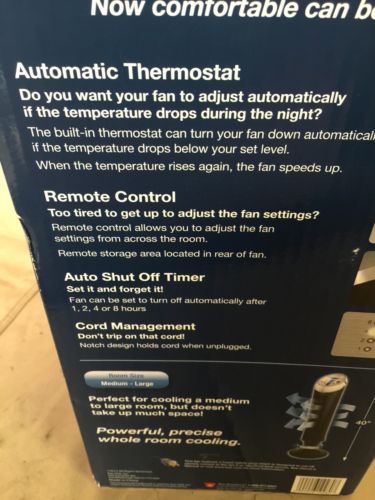 Now comfortable can be
Automatic Thermostat
Do you want your fan to adjust automatically
if the temperature drops during the night?
The built-in thermostat can turn your fan down automatical
if the temperature drops below your set level.
When the temperature rises again, the fan speeds up.
Remote Control
Too tired to get up to adjust the fan settings?
Remote control allows you to adjust the fan
settings from across the room.
Remote storage area located in rear of fan.
Auto Shut Off Timer
Set it and forget it!
Fan can be set to turn off automatically after
1, 2, 4 or 8 hours
Cord Management
Don't trip on that cord!
Notch design holds cord when unplugged.
Room Size
Medium - Large
Perfect for cooling a medium
to large room, but doesn't
take up much space!
40"
Powerful, precise
whole room cooling.